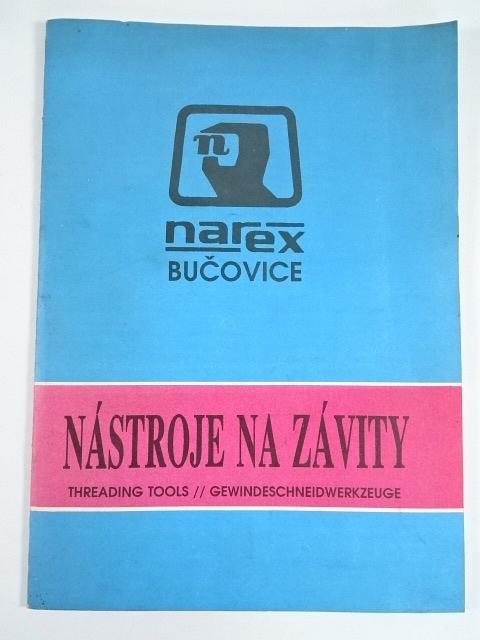 n
narex
BUČOVICE
NÁSTROJE NA ZÁVITY
THREADING TOOLS // GEWINDESCHNEIDWERKZEUGE